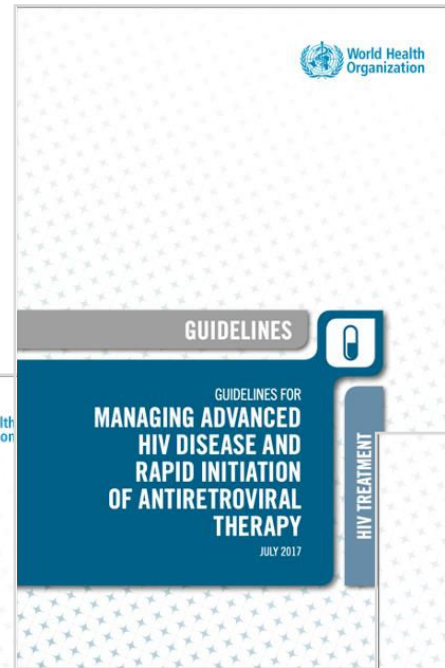 World Health
Organization
GUIDELINES
GUIDELINES FOR
MANAGING ADVANCED
HIV DISEASE AND
RAPID INITIATION
OF ANTIRETROVIRAL
THERAPY
JULY 2017
HIV TREATMENT